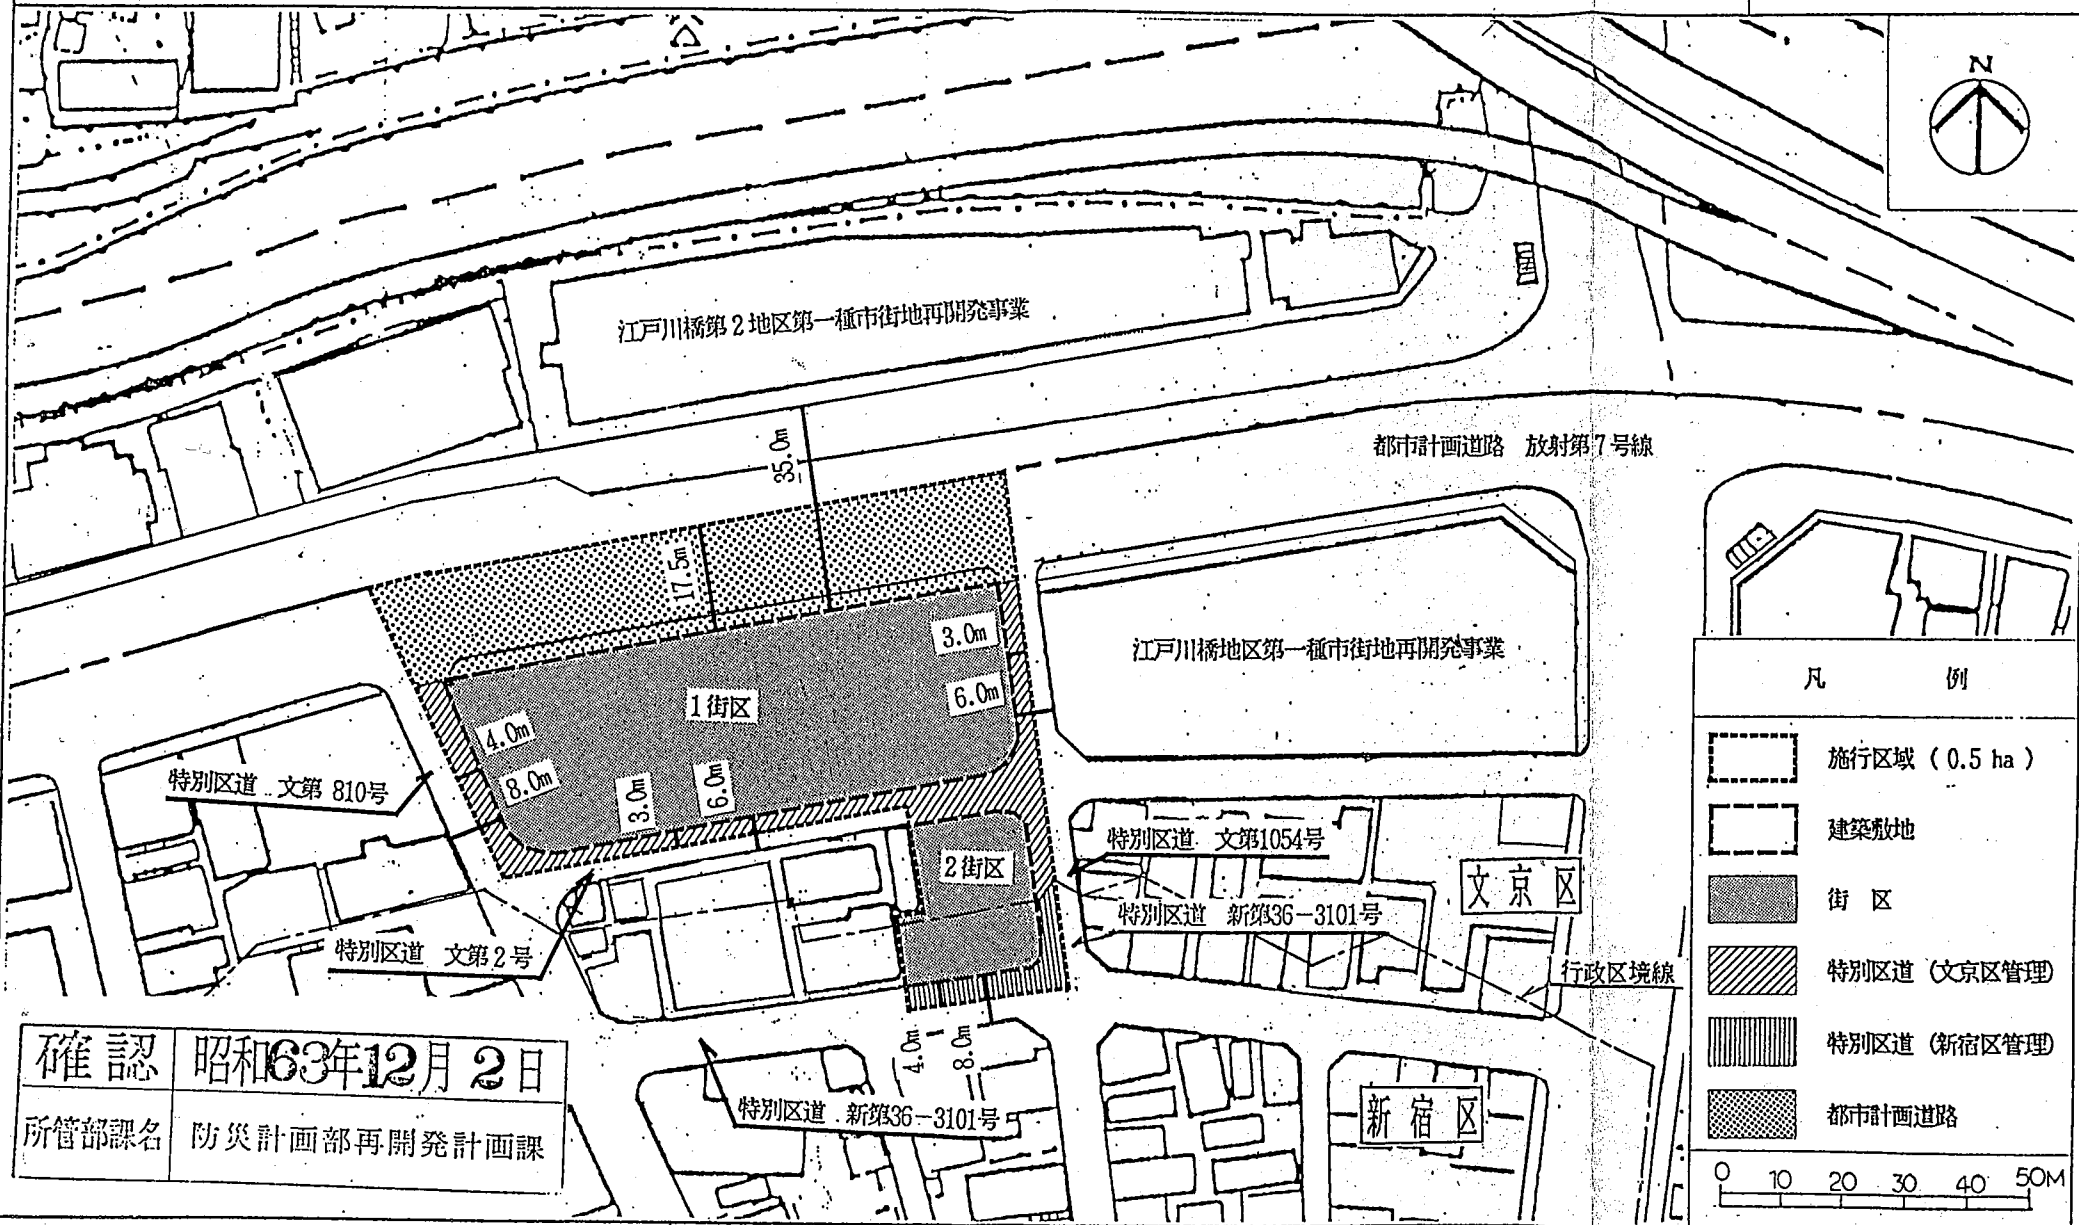 N
江戸川橋第2地区第一種市街地再開発事業
35.0m
都市計画道路 放射第7号線
17.5m
3.0m
江戸川橋地区第一種市街地再開発事業
1街区
6.0m
4.0m
8.0m
3.0m
6.0m
特別区道 文第810号
特別区道 文第1054号
2街区
文京区
特別区道 新第36-3101号
特別区道 文第2号
行政区境線
4.0m
8.0m
特別区道 新第36-3101号
新宿区
凡例
施行区域(0.5ha)
建築敷地
街区
特別区道(文京区管理)
特別区道(新宿区管理)
都市計画道路
0 10 20 30 40 50M
確認 昭和63年12月2日
所管部課名 防災計画部再開発計画課